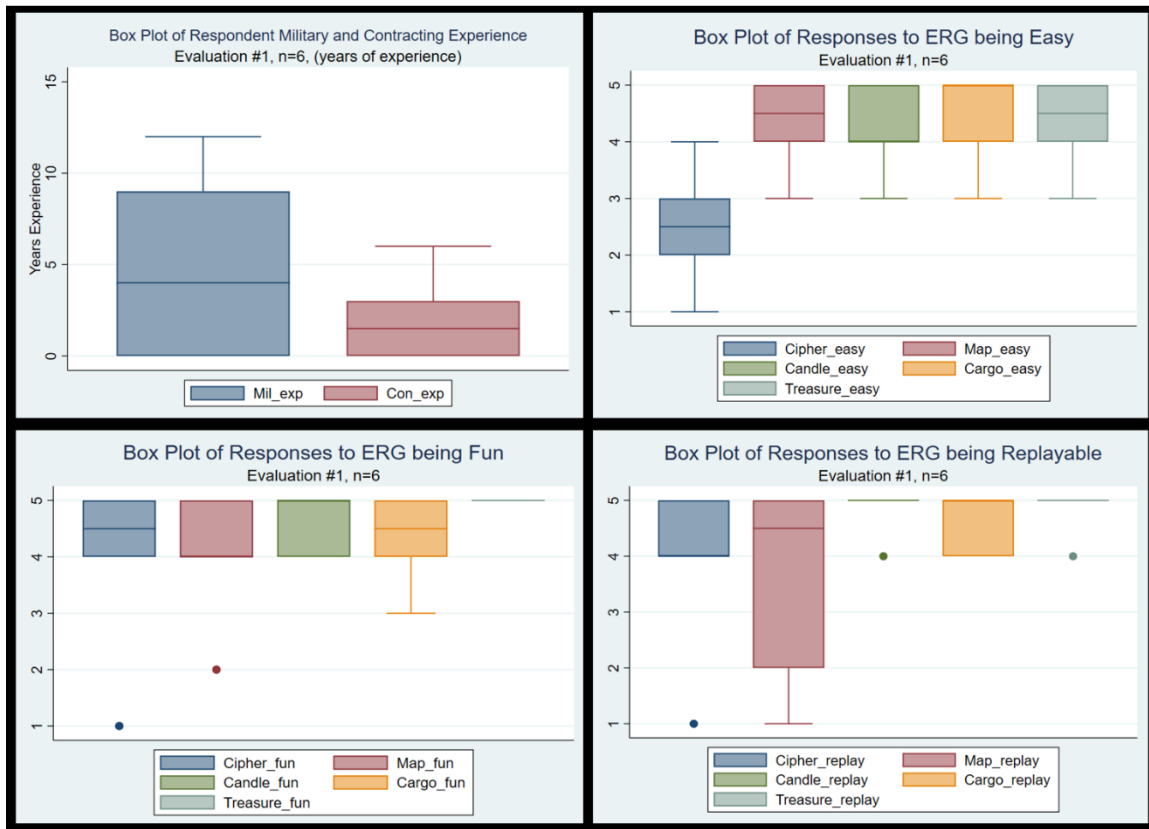 Box Plot of Respondent Military and Contracting Experience
Evaluation #1, n=6, (years of experience)
Years Experience
15
10
5
0
Mil_exp Con_exp
Box Plot of Responses to ERG being Easy
Evaluation #1, n=6
5
4
3
2
1
Cipher_easy Map_easy
Candle_easy Cargo_easy
Treasure_easy
Box Plot of Responses to ERG being Fun
Evaluation #1, n=6
5
4
3
2
1
Cipher_fun Map_fun
Candle_fun Cargo_fun
Treasure_fun
Box Plot of Responses to ERG being Replayable
Evaluation #1, n=6
5
4
3
2
1
Cipher_replay Map_replay
Candle_replay Cargo_replay
Treasure_replay